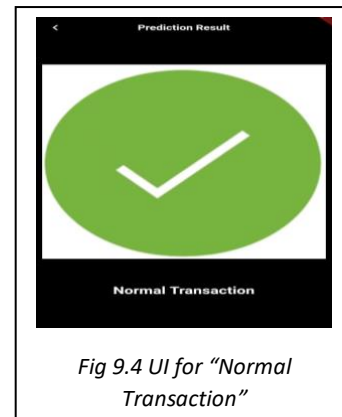 < Prediction Result
Normal Transaction
Fig 9.4 UI for “Normal
Transaction”